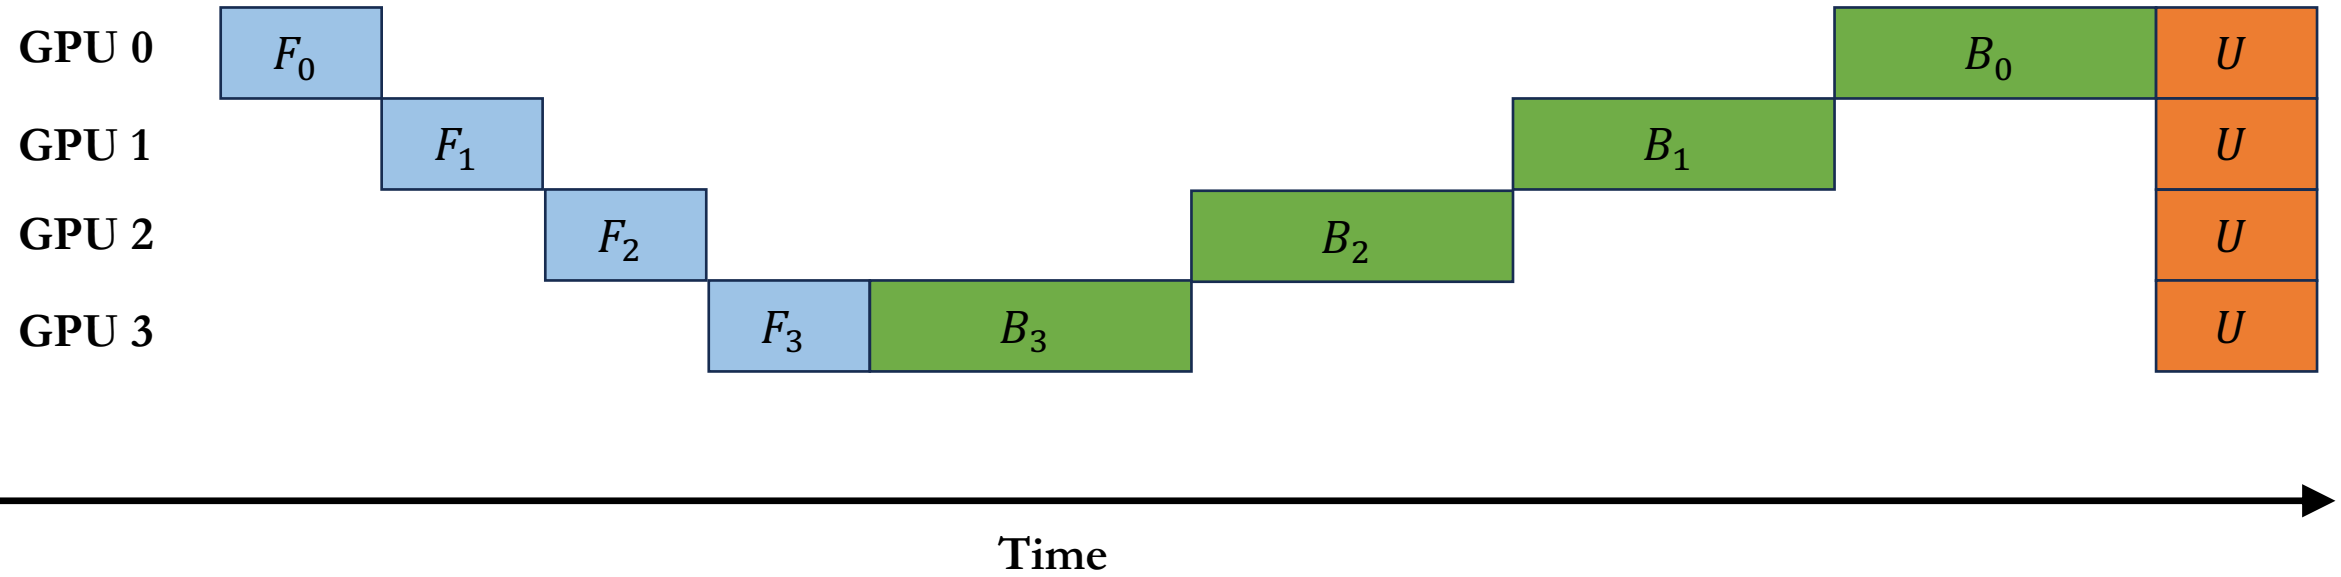 GPU 0 F₀ B₀ U
GPU 1 F₁ B₁ U
GPU 2 F₂ B₂ U
GPU 3 F₃ B₃ U
Time